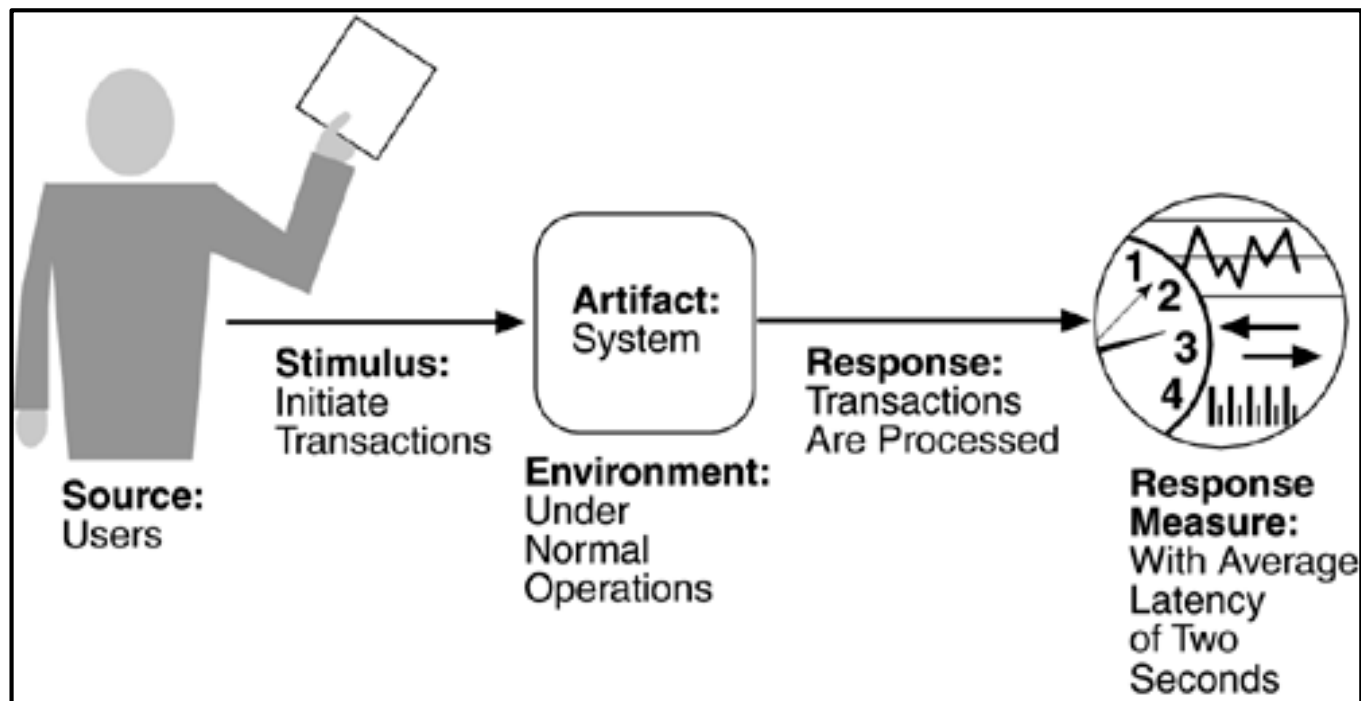 Source:
Users
Stimulus:
Initiate
Transactions
Artifact:
System
Environment:
Under
Normal
Operations
Response:
Transactions
Are Processed
1
2
3
4
Response
Measure:
With Average
Latency
of Two
Seconds